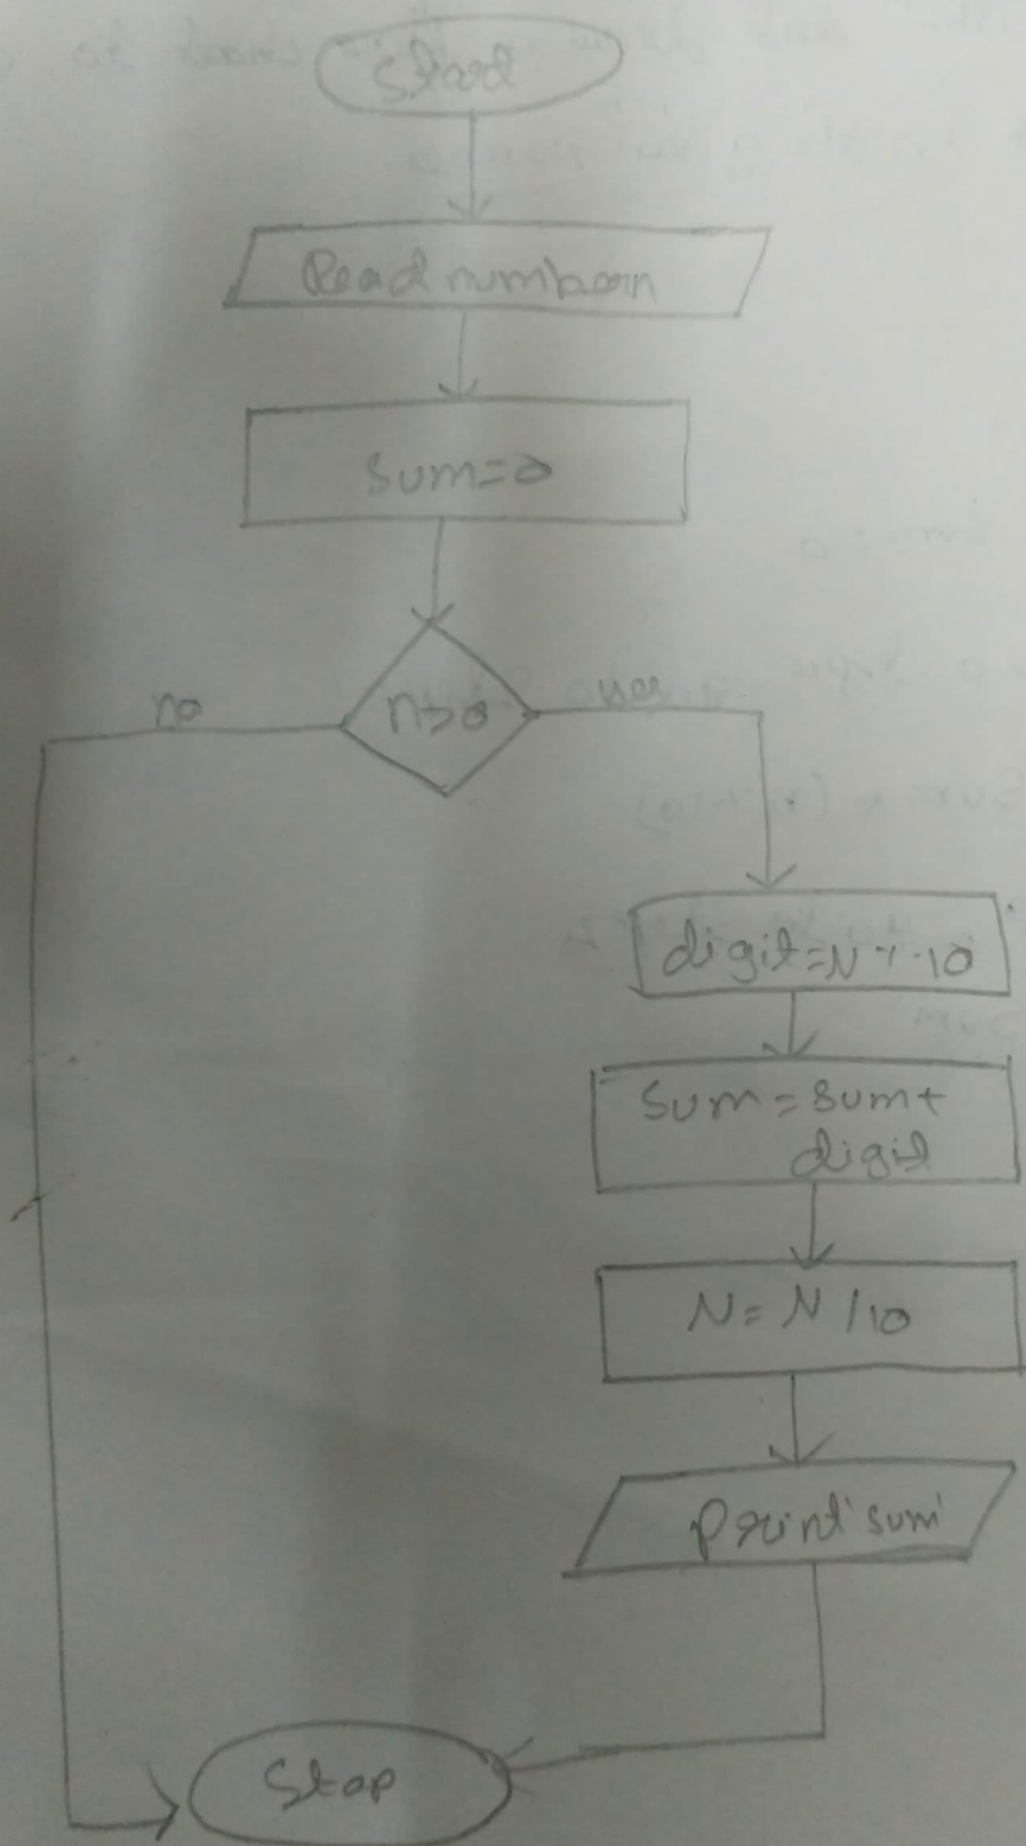 Start
Read number n
Sum=0
n>0
no
yes
digit=N % 10
Sum = Sum+
digit
N = N / 10
Print sum
Stop